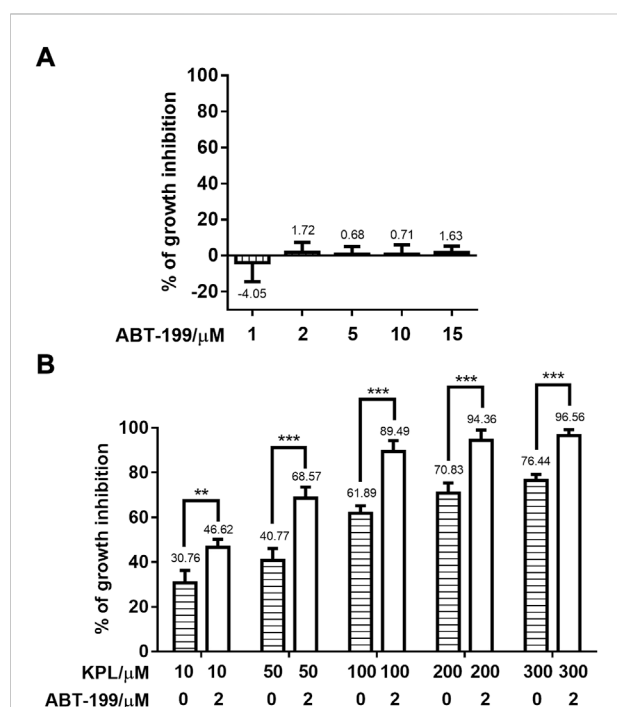 A
% of growth inhibition
100
80
60
40
20
0
-20
1.72
0.68
0.71
1.63
-4.05
ABT-199/μM 1 2 5 10 15
B
% of growth inhibition
100
80
60
40
20
0
** *** *** *** ***
30.76 46.62 40.77 68.57 61.89 89.49 70.83 94.36 76.44 96.56
KPL/μM 10 10 50 50 100 100 200 200 300 300
ABT-199/μM 0 2 0 2 0 2 0 2 0 2